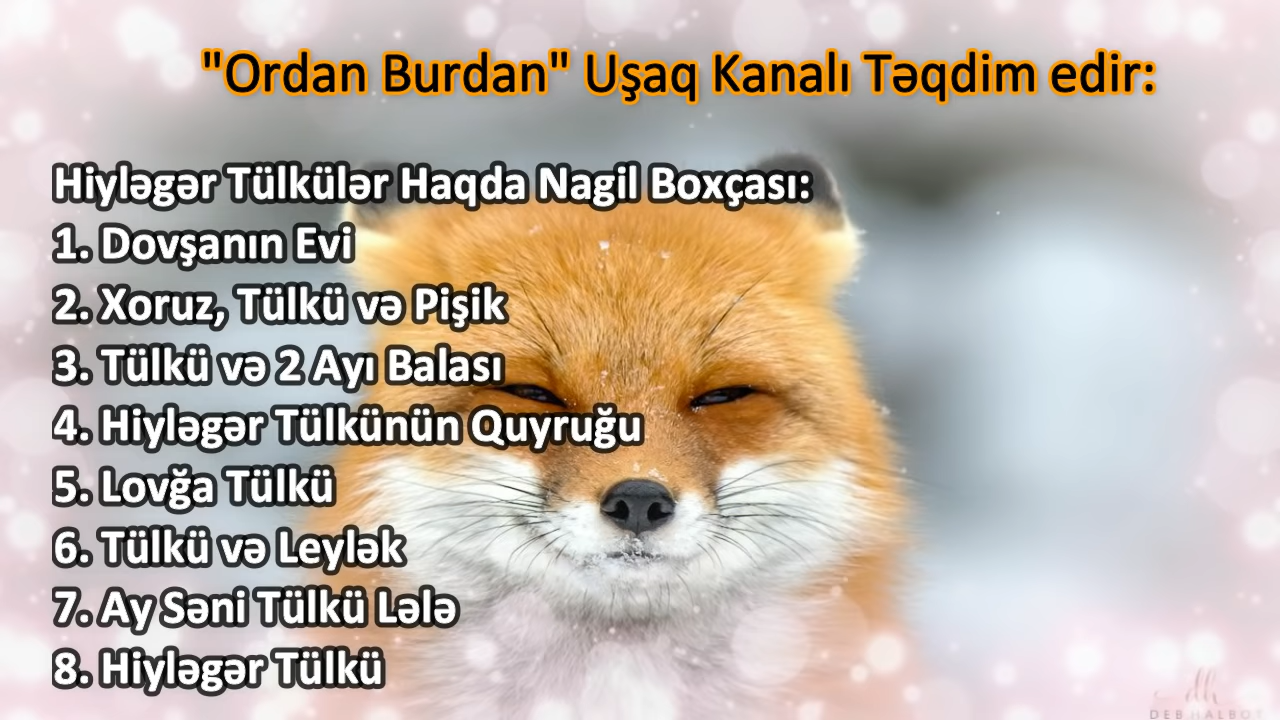 "Ordan Burdan" Uşaq Kanalı Təqdim edir:
Hiyləgər Tülkülər Haqda Nagil Boxçası:
1. Dovşanın Evi
2. Xoruz, Tülkü və Pişik
3. Tülkü və 2 Ayı Balası
4. Hiyləgər Tülkünün Quyruğu
5. Lovğa Tülkü
6. Tülkü və Leylək
7. Ay Səni Tülkü Lələ
8. Hiyləgər Tülkü
dh